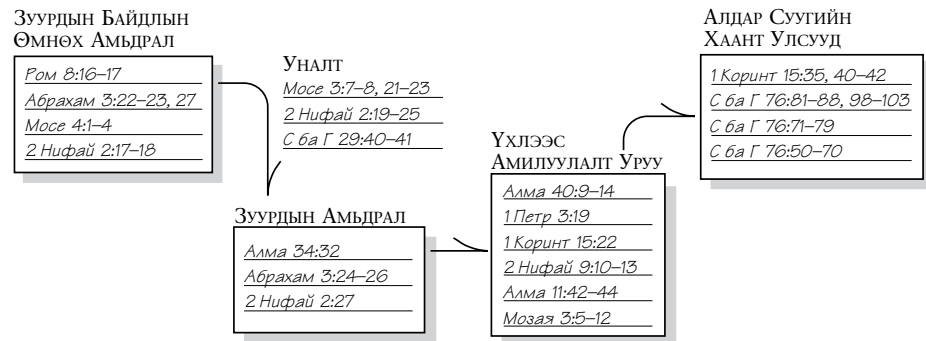 Зуурдын Байдлын
Өмнөх Амьдрал
Ром 8:16–17
Абрахам 3:22–23, 27
Мосе 4:1–4
2 Нифай 2:17–18
Уналт
Мосе 3:7–8, 21–23
2 Нифай 2:19–25
С ба Г 29:40–41
Зуурдын Амьдрал
Алма 34:32
Абрахам 3:24–26
2 Нифай 2:27
Үхлээс
Амилуулалт Уруу
Алма 40:9–14
1 Петр 3:19
1 Коринт 15:22
2 Нифай 9:10–13
Алма 11:42–44
Мозая 3:5–12
Алдар Суугийн
Хаант Улсууд
1 Коринт 15:35, 40–42
С ба Г 76:81–88, 98–103
С ба Г 76:71–79
С ба Г 76:50–70